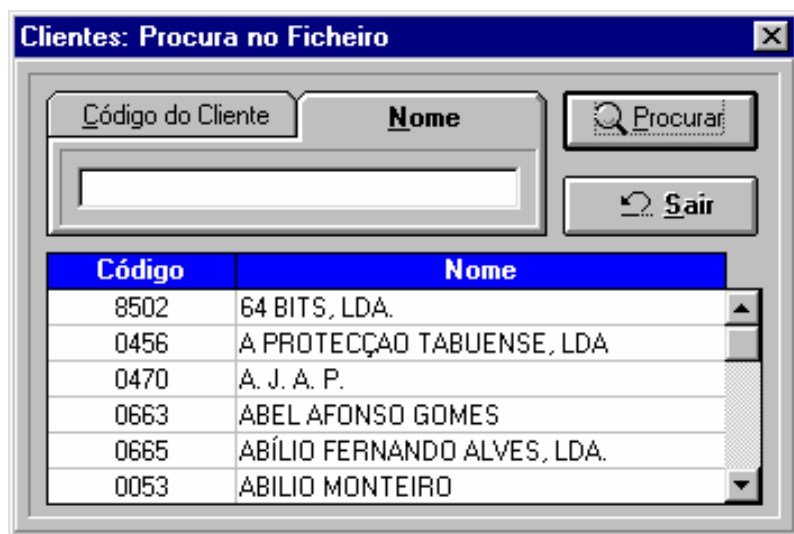 Clientes: Procura no Ficheiro
Código do Cliente Nome Procurar
Sair
Código Nome
8502 64 BITS, LDA.
0456 A PROTECÇAO TABUENSE, LDA
0470 A. J. A. P.
0663 ABEL AFONSO GOMES
0665 ABÍLIO FERNANDO ALVES, LDA.
0053 ABILIO MONTEIRO